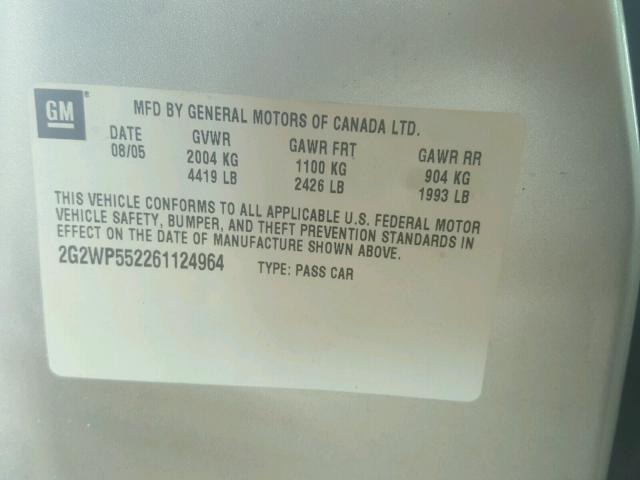 GM ®
MFD BY GENERAL MOTORS OF CANADA LTD.
DATE GVWR GAWR FRT GAWR RR
08/05 2004 KG 1100 KG 904 KG
4419 LB 2426 LB 1993 LB
THIS VEHICLE CONFORMS TO ALL APPLICABLE U.S. FEDERAL MOTOR
VEHICLE SAFETY, BUMPER, AND THEFT PREVENTION STANDARDS IN
EFFECT ON THE DATE OF MANUFACTURE SHOWN ABOVE.
2G2WP552261124964 TYPE: PASS CAR